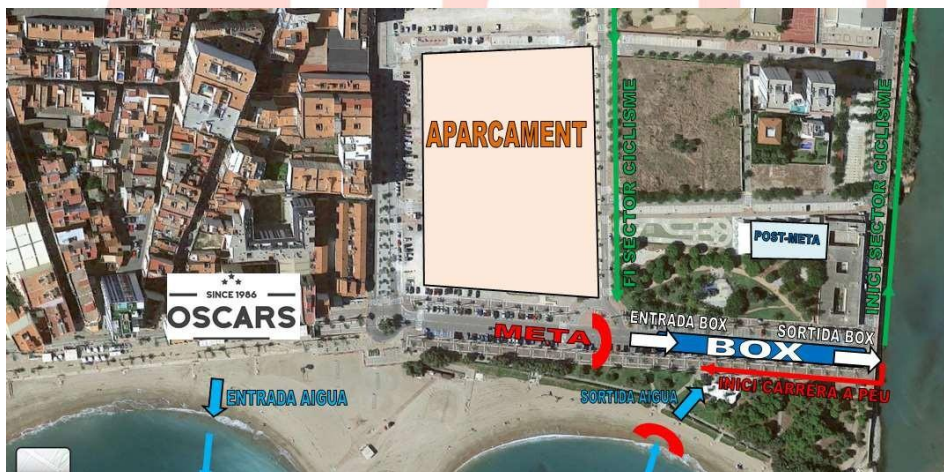 APARCAMENT
FI SECTOR CICLISME
INICI SECTOR CICLISME
POST-META
SINCE 1986
OSCARS
META
ENTRADA BOX
SORTIDA BOX
BOX
INICI CARRERA A PEU
ENTRADA AIGUA
SORTIDA AIGUA